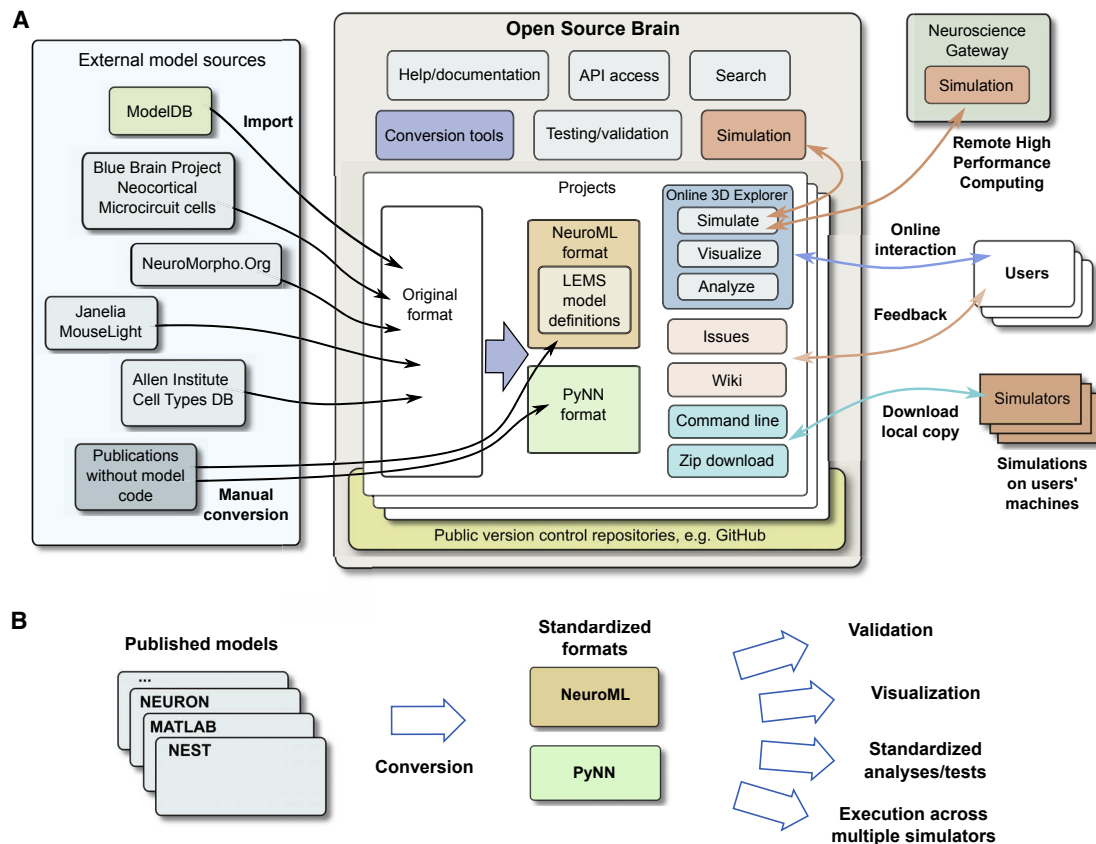 A
External model sources
ModelDB
Import
Blue Brain Project
Neocortical
Microcircuit cells
NeuroMorpho.Org
Janelia
MouseLight
Allen Institute
Cell Types DB
Publications
without model
code
Manual
conversion
Open Source Brain
Help/documentation
API access
Search
Conversion tools
Testing/validation
Simulation
Projects
Original
format
NeuroML
format
LEMS
model
definitions
PyNN
format
Online 3D Explorer
Simulate
Visualize
Analyze
Issues
Wiki
Command line
Zip download
Public version control repositories, e.g. GitHub
Neuroscience
Gateway
Simulation
Remote High
Performance
Computing
Online
interaction
Users
Feedback
Download
local copy
Simulators
Simulations
on users'
machines
B
Published models
...
NEURON
MATLAB
NEST
Conversion
Standardized
formats
NeuroML
PyNN
Validation
Visualization
Standardized
analyses/tests
Execution across
multiple simulators